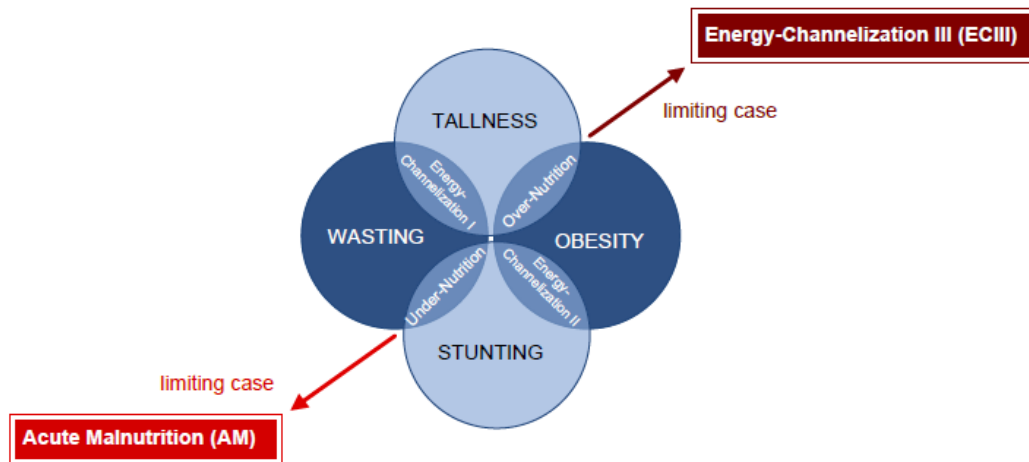 Energy-Channelization III (ECIII)
limiting case
TALLNESS
Energy-
Channelization I
Over-Nutrition
WASTING
OBESITY
Under-Nutrition
Energy-
Channelization II
STUNTING
limiting case
Acute Malnutrition (AM)